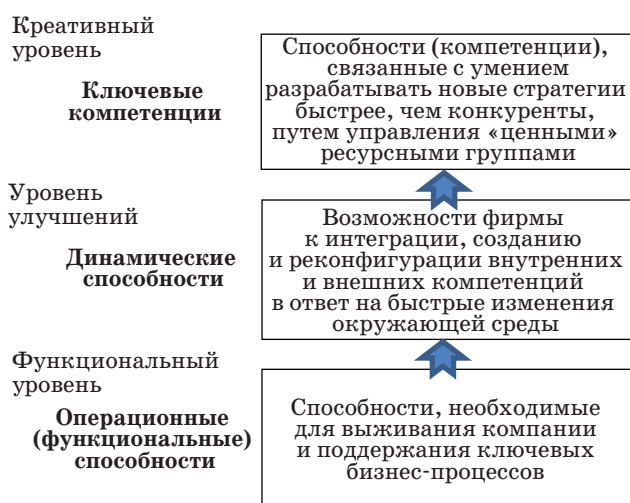 Креативный
уровень
Ключевые
компетенции
Способности (компетенции),
связанные с умением
разрабатывать новые стратегии
быстрее, чем конкуренты,
путем управления «ценными»
ресурсными группами
Уровень
улучшений
Динамические
способности
Возможности фирмы
к интеграции, созданию
и реконфигурации внутренних
и внешних компетенций
в ответ на быстрые изменения
окружающей среды
Функциональный
уровень
Операционные
(функциональные)
способности
Способности, необходимые
для выживания компании
и поддержания ключевых
бизнес-процессов